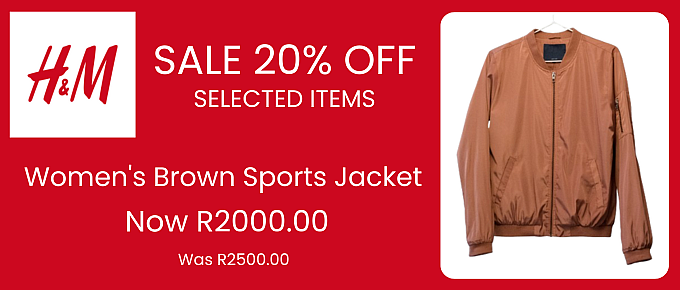 H&M
SALE 20% OFF
SELECTED ITEMS
Women's Brown Sports Jacket
Now R2000.00
Was R2500.00